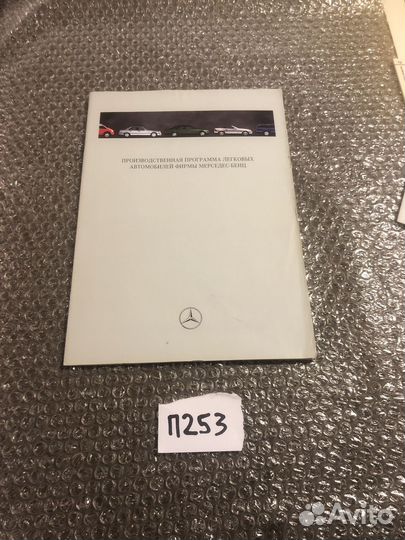 ПРОИЗВОДСТВЕННАЯ ПРОГРАММА ЛЕГКОВЫХ
АВТОМОБИЛЕЙ ФИРМЫ МЕРСЕДЕС-БЕНЦ
П253
Avito